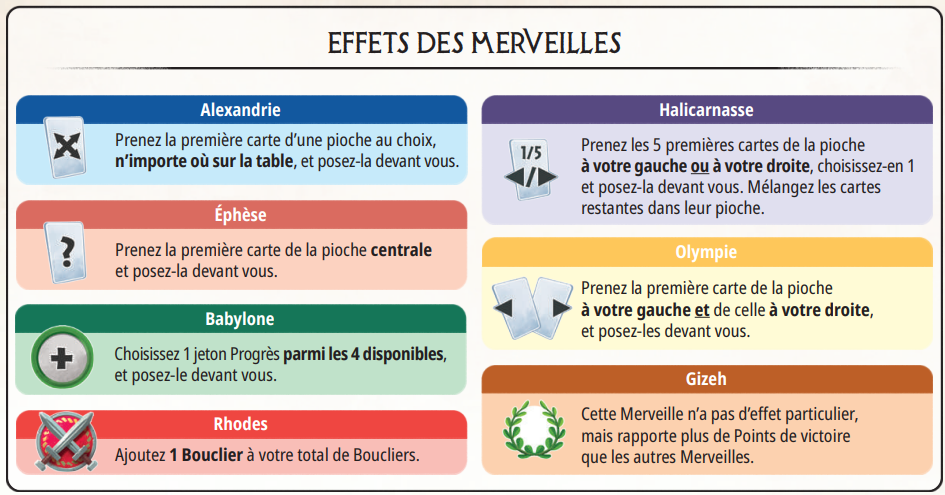 EFFETS DES MERVEILLES
Alexandrie
Prenez la première carte d'une pioche au choix,
n'importe où sur la table, et posez-la devant vous.
Éphèse
?
Prenez la première carte de la pioche centrale
et posez-la devant vous.
Babylone
+
Choisissez 1 jeton Progrès parmi les 4 disponibles,
et posez-le devant vous.
Rhodes
Ajoutez 1 Bouclier à votre total de Boucliers.
Halicarnasse
1/5
/
Prenez les 5 premières cartes de la pioche
à votre gauche ou à votre droite, choisissez-en 1
et posez-la devant vous. Mélangez les cartes
restantes dans leur pioche.
Olympie
Prenez la première carte de la pioche
à votre gauche et de celle à votre droite,
et posez-les devant vous.
Gizeh
Cette Merveille n'a pas d'effet particulier,
mais rapporte plus de Points de victoire
que les autres Merveilles.